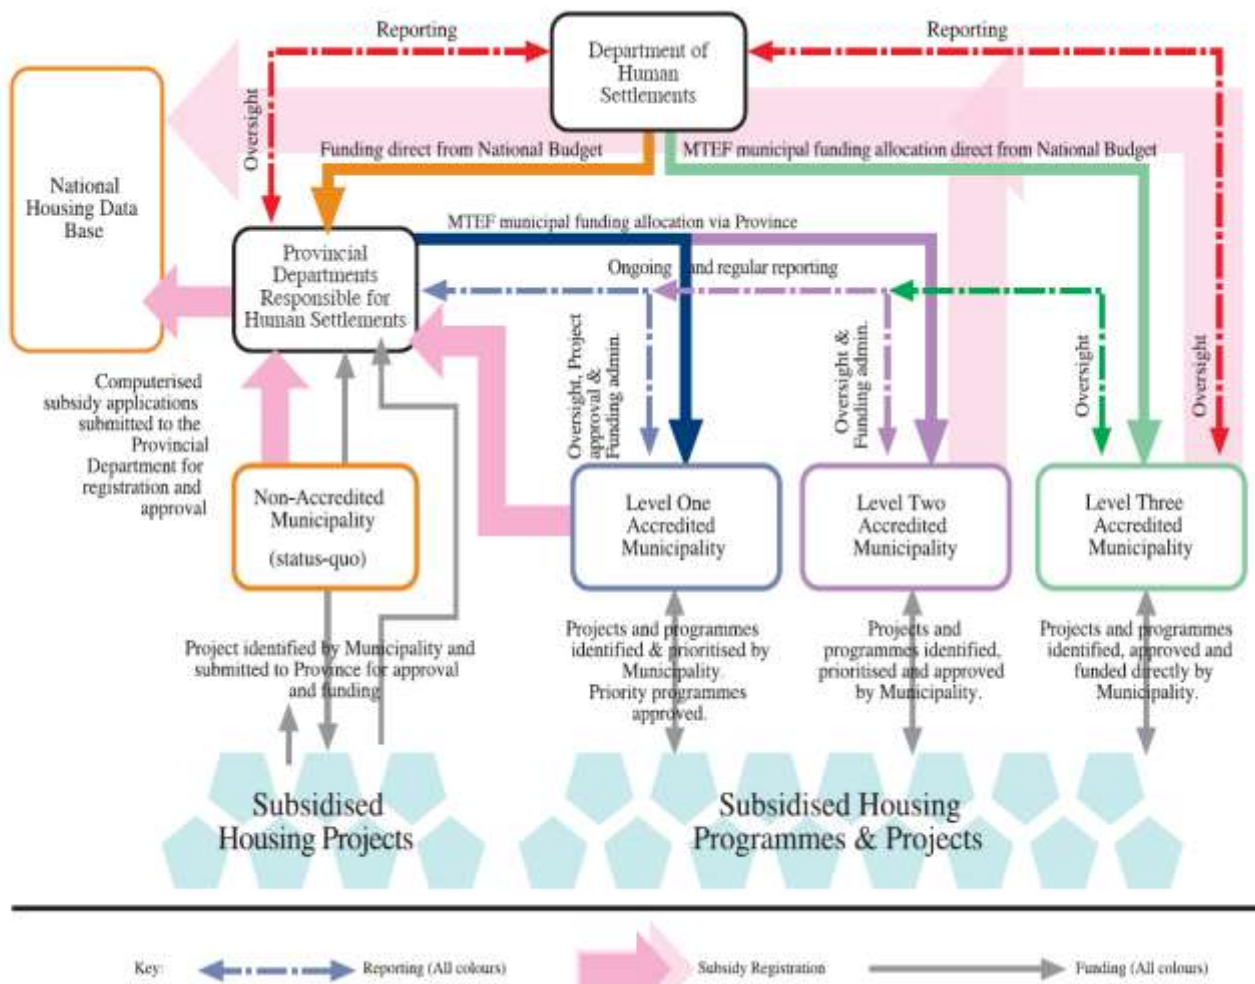 Reporting
Department of
Human
Settlements
Reporting
Oversight
Funding direct from National Budget
MTEF municipal funding allocation direct from National Budget
National
Housing Data
Base
MTEF municipal funding allocation via Province
Provincial
Departments
Responsible for
Human Settlements
Ongoing and regular reporting
Oversight, Project
approval &
Funding admin.
Oversight &
Funding admin.
Oversight
Oversight
Computerised
subsidy applications
submitted to the
Provincial
Department for
registration and
approval
Non-Accredited
Municipality
(status-quo)
Level One
Accredited
Municipality
Level Two
Accredited
Municipality
Level Three
Accredited
Municipality
Project identified by Municipality and
submitted to Province for approval
and funding
Projects and programmes
identified & prioritised by
Municipality.
Priority programmes
approved.
Projects and
programmes identified,
prioritised and approved
by Municipality.
Projects and programmes
identified, approved and
funded directly by
Municipality.
Subsidised
Housing Projects
Subsidised Housing
Programmes & Projects
Key:
Reporting (All colours)
Subsidy Registration
Funding (All colours)